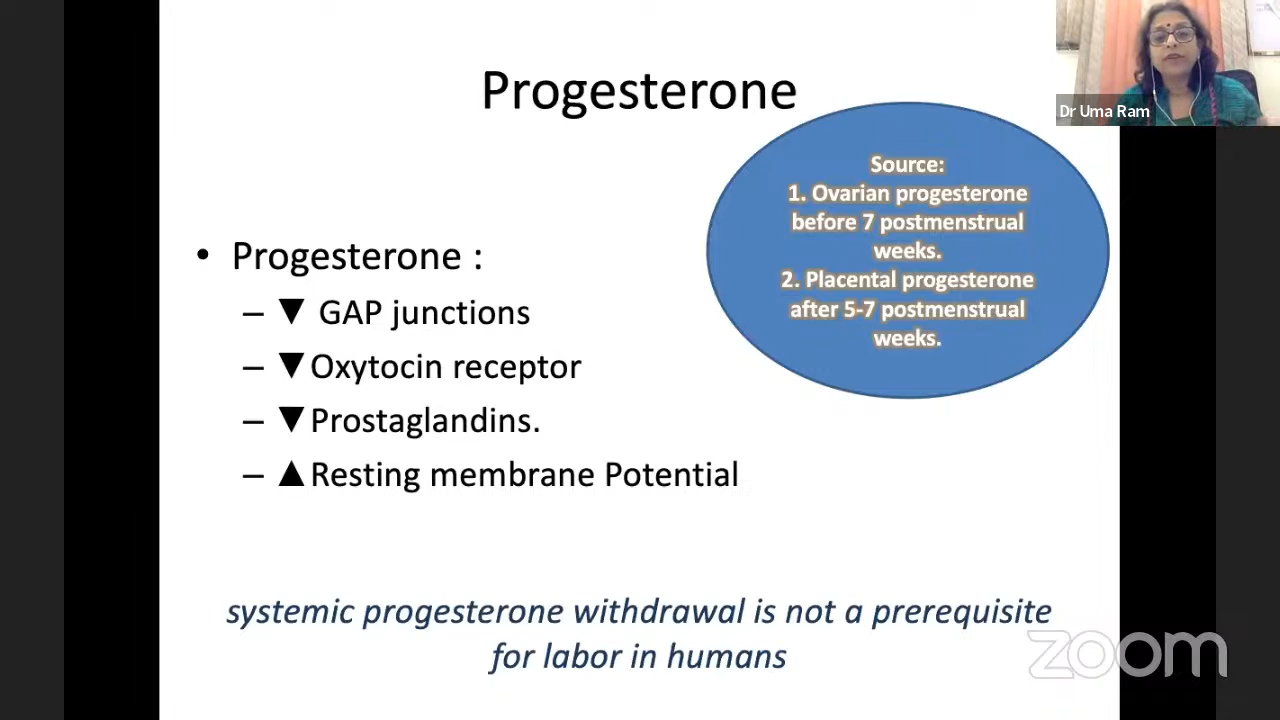 Progesterone
Dr Uma Ram
Source:
1. Ovarian progesterone
before 7 postmenstrual
weeks.
2. Placental progesterone
after 5-7 postmenstrual
weeks.
• Progesterone :
– ▼ GAP junctions
– ▼Oxytocin receptor
– ▼Prostaglandins.
– ▲Resting membrane Potential
systemic progesterone withdrawal is not a prerequisite
for labor in humans
zoom